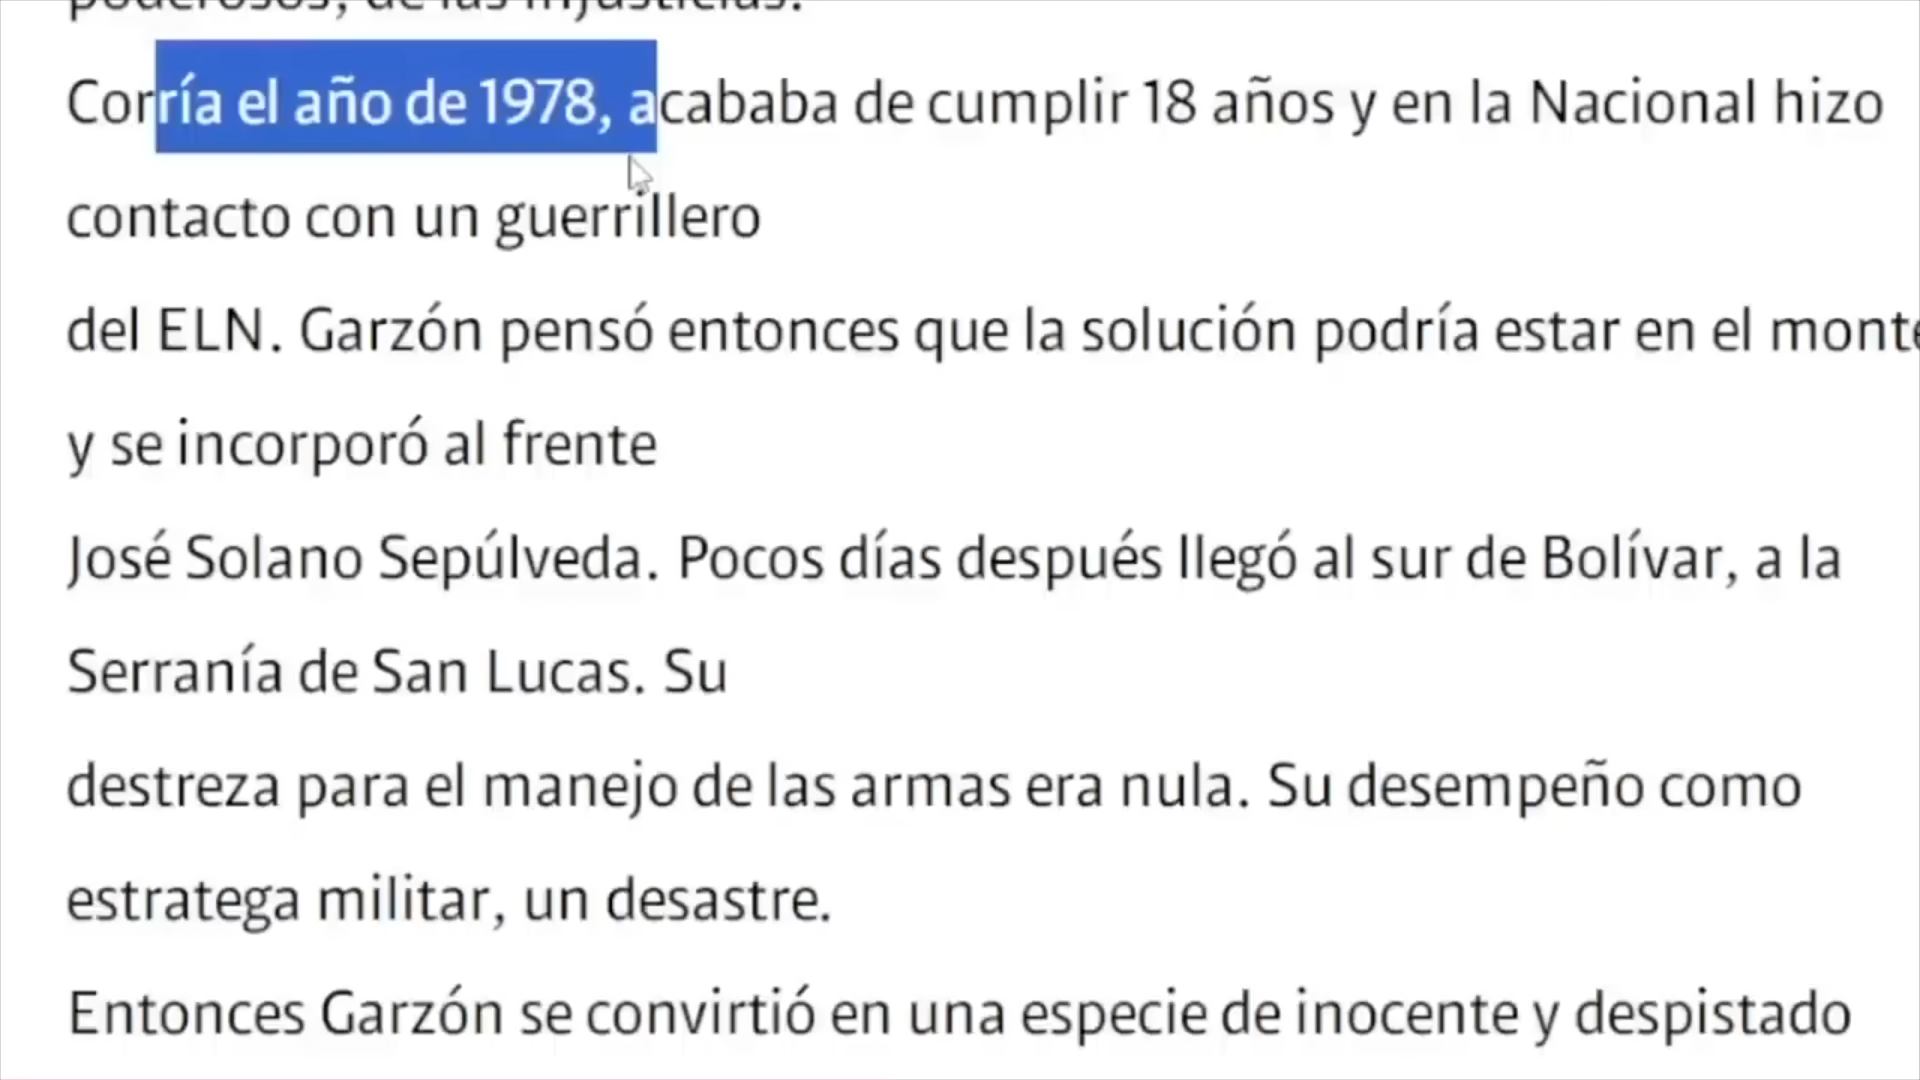 poderosos, de las injusticias.
Corría el año de 1978, acababa de cumplir 18 años y en la Nacional hizo
contacto con un guerrillero
del ELN. Garzón pensó entonces que la solución podría estar en el monte
y se incorporó al frente
José Solano Sepúlveda. Pocos días después llegó al sur de Bolívar, a la
Serranía de San Lucas. Su
destreza para el manejo de las armas era nula. Su desempeño como
estratega militar, un desastre.
Entonces Garzón se convirtió en una especie de inocente y despistado